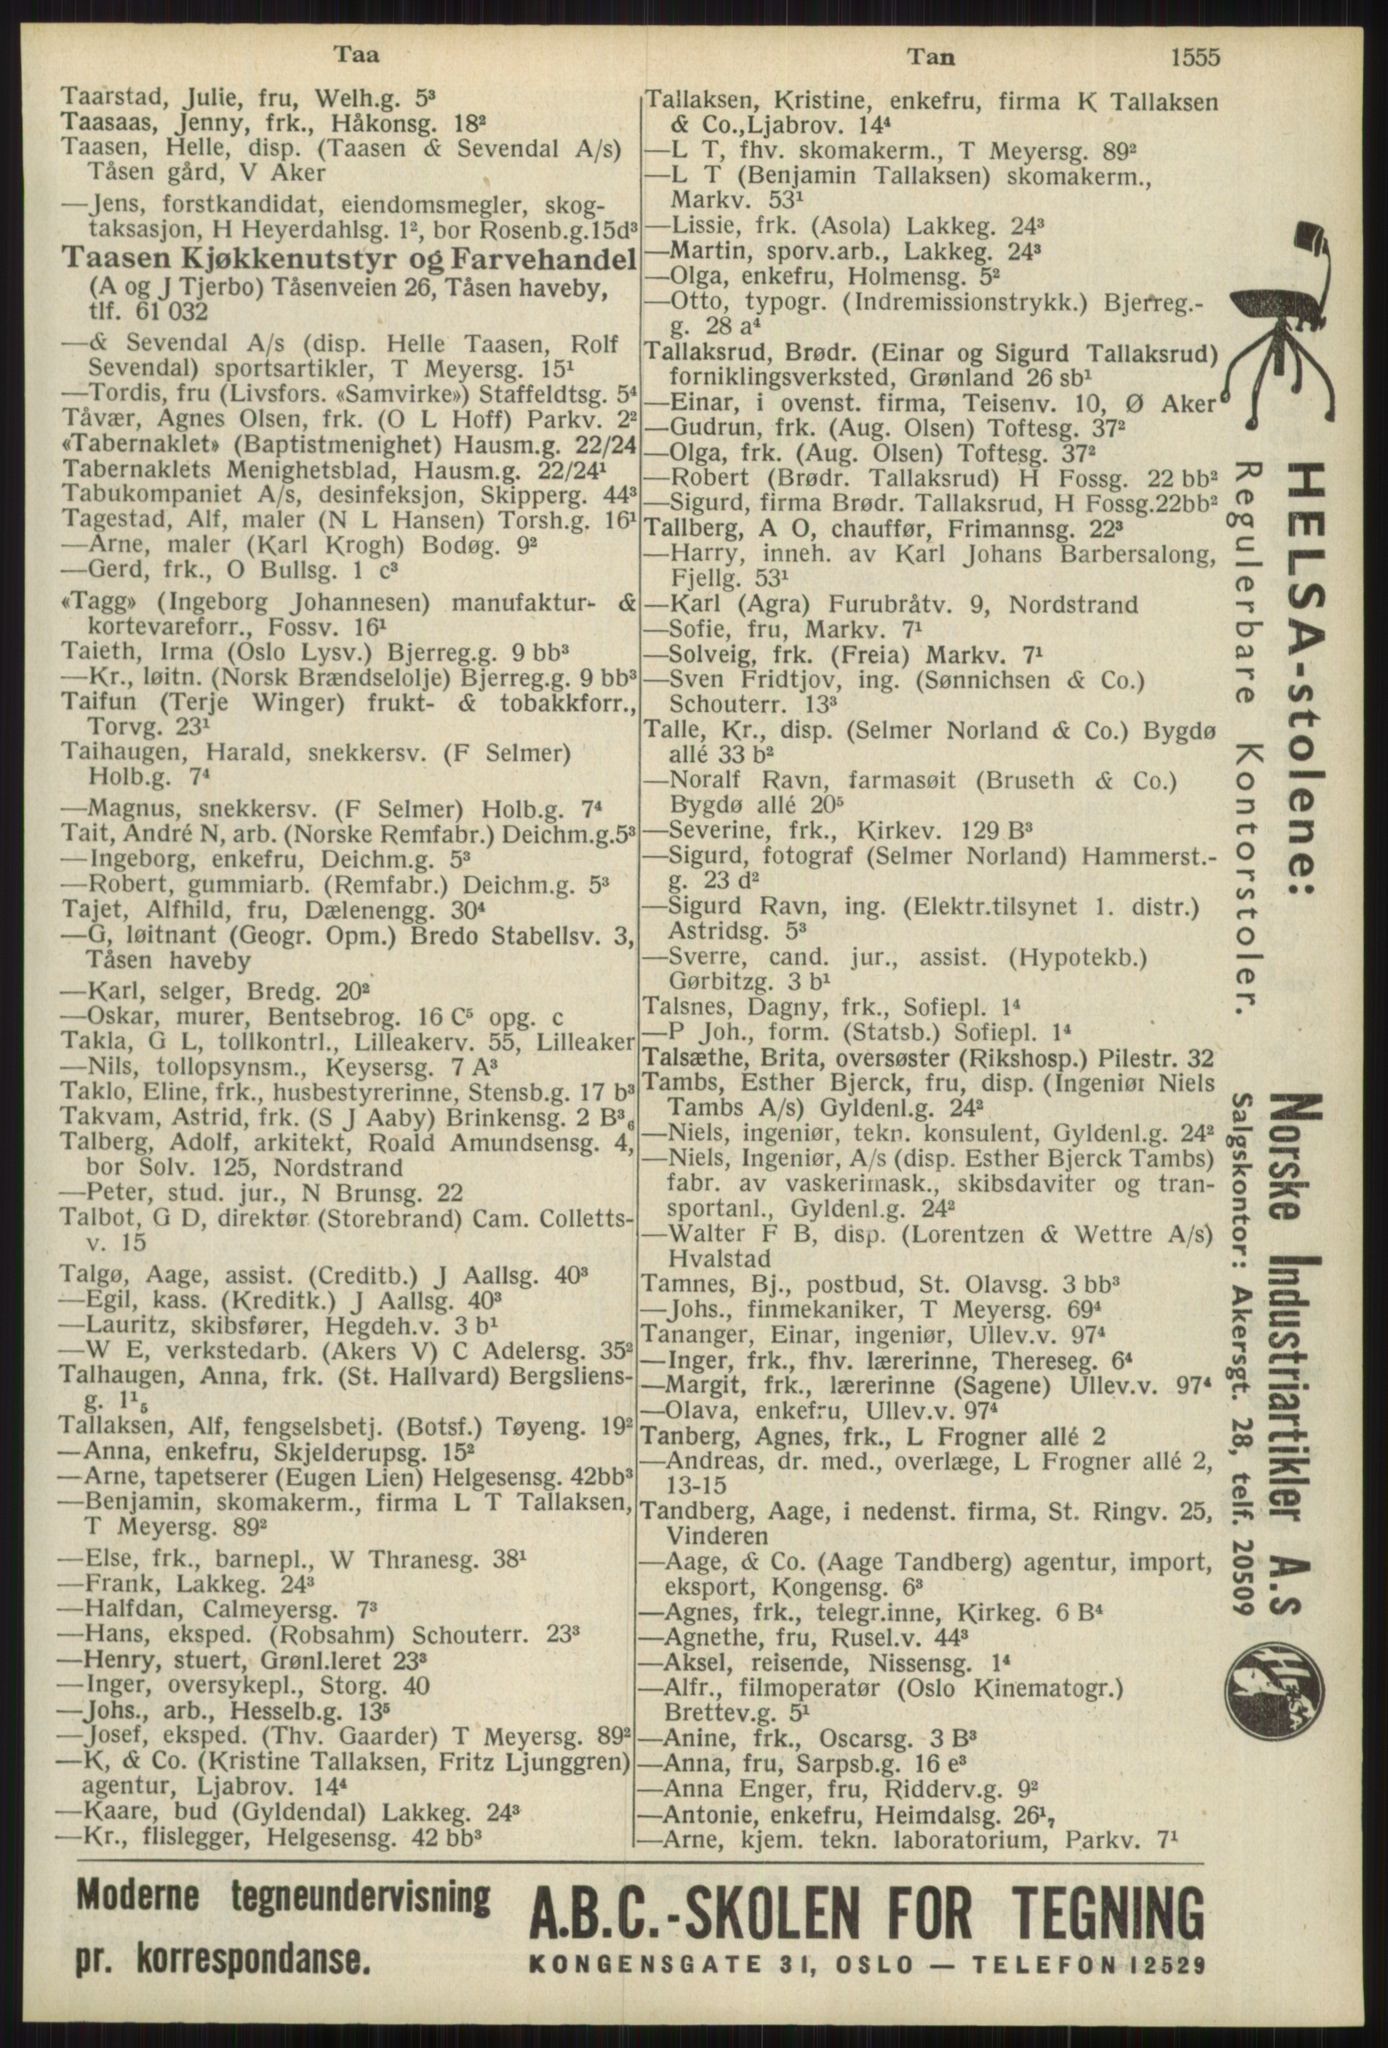 Taa
Tan
1555
Taarstad, Julie, fru, Welh.g. 5³
Taasaas, Jenny, frk., Håkonsg. 18²
Taasen, Helle, disp. (Taasen & Sevendal A/s)
Tåsen gård, V Aker
—Jens, forstkandidat, eiendomsmegler, skog-
taksasjon, H Heyerdahlsg. 1², bor Rosenb.g.15d³
Taasen Kjøkkenutstyr og Farvehandel
(A og J Tjerbo) Tåsenveien 26, Tåsen haveby,
tlf. 61 032
—& Sevendal A/s (disp. Helle Taasen, Rolf
Sevendal) sportsartikler, T Meyersg. 15¹
—Tordis, fru (Livsfors. «Samvirke») Staffeldtsg. 5⁴
Tåvær, Agnes Olsen, frk. (O L Hoff) Parkv. 2²
«Tabernaklet» (Baptistmenighet) Hausm.g. 22/24
Tabernaklets Menighetsblad, Hausm.g. 22/24¹
Tabukompaniet A/s, desinfeksjon, Skipperg. 44³
Tagestad, Alf, maler (N L Hansen) Torsh.g. 16¹
—Arne, maler (Karl Krogh) Bodøg. 9²
—Gerd, frk., O Bullsg. 1 c³
«Tagg» (Ingeborg Johannesen) manufaktur- &
kortevareforr., Fossv. 16¹
Taieth, Irma (Oslo Lysv.) Bjerreg.g. 9 bb³
—Kr., løitn. (Norsk Brændselolje) Bjerreg.g. 9 bb³
Taifun (Terje Winger) frukt- & tobakkforr.,
Torvg. 23¹
Taihaugen, Harald, snekkersv. (F Selmer)
Holb.g. 7⁴
—Magnus, snekkersv. (F Selmer) Holb.g. 7⁴
Tait, André N, arb. (Norske Remfabr.) Deichm.g.5³
—Ingeborg, enkefru, Deichm.g. 5³
—Robert, gummiarb. (Remfabr.) Deichm.g. 5³
Tajet, Alfhild, fru, Dælenengg. 30⁴
—G, løitnant (Geogr. Opm.) Bredo Stabellsv. 3,
Tåsen haveby
—Karl, selger, Bredg. 20²
—Oskar, murer, Bentsebrog. 16 C⁵ opg. c
Takla, G L, tollkontrl., Lilleakerv. 55, Lilleaker
—Nils, tollopsynsm., Keysersg. 7 A³
Taklo, Eline, frk., husbestyrerinne, Stensb.g. 17 b³
Takvam, Astrid, frk. (S J Aaby) Brinkensg. 2 B³₆
Talberg, Adolf, arkitekt, Roald Amundsensg. 4,
bor Solv. 125, Nordstrand
—Peter, stud. jur., N Brunsg. 22
Talbot, G D, direktør (Storebrand) Cam. Colletts-
v. 15
Talgø, Aage, assist. (Creditb.) J Aallsg. 40³
—Egil, kass. (Kreditk.) J Aallsg. 40³
—Lauritz, skibsfører, Hegdeh.v. 3 b¹
—W E, verkstedarb. (Akers V) C Adelersg. 35²
Talhaugen, Anna, frk. (St. Hallvard) Bergsliens-
g. 1¹₅
Tallaksen, Alf, fengselsbetj. (Botsf.) Tøyeng. 19²
—Anna, enkefru, Skjelderupsg. 15²
—Arne, tapetserer (Eugen Lien) Helgesensg. 42bb³
—Benjamin, skomakerm., firma L T Tallaksen,
T Meyersg. 89²
—Else, frk., barnepl., W Thranesg. 38¹
—Frank, Lakkeg. 24³
—Halfdan, Calmeyersg. 7³
—Hans, eksped. (Robsahm) Schouterr. 23³
—Henry, stuert, Grønl.leret 23³
—Inger, oversykepl., Storg. 40
—Johs., arb., Hesselb.g. 13⁵
—Josef, eksped. (Thv. Gaarder) T Meyersg. 89²
—K, & Co. (Kristine Tallaksen, Fritz Ljunggren)
agentur, Ljabrov. 14⁴
—Kaare, bud (Gyldendal) Lakkeg. 24³
—Kr., flislegger, Helgesensg. 42 bb³
Tallaksen, Kristine, enkefru, firma K Tallaksen
& Co.,Ljabrov. 14⁴
—L T, fhv. skomakerm., T Meyersg. 89²
—L T (Benjamin Tallaksen) skomakerm.,
Markv. 53¹
—Lissie, frk. (Asola) Lakkeg. 24³
—Martin, sporv.arb., Lakkeg. 24³
—Olga, enkefru, Holmensg. 5²
—Otto, typogr. (Indremissionstrykk.) Bjerreg.-
g. 28 a⁴
Tallaksrud, Brødr. (Einar og Sigurd Tallaksrud)
forniklingsverksted, Grønland 26 sb¹
—Einar, i ovenst. firma, Teisenv. 10, Ø Aker
—Gudrun, frk. (Aug. Olsen) Toftesg. 37²
—Olga, frk. (Aug. Olsen) Toftesg. 37²
—Robert (Brødr. Tallaksrud) H Fossg. 22 bb²
—Sigurd, firma Brødr. Tallaksrud, H Fossg.22bb²
Tallberg, A O, chauffør, Frimannsg. 22³
—Harry, inneh. av Karl Johans Barbersalong,
Fjellg. 53¹
—Karl (Agra) Furubråtv. 9, Nordstrand
—Sofie, fru, Markv. 7¹
—Solveig, frk. (Freia) Markv. 7¹
—Sven Fridtjov, ing. (Sønnichsen & Co.)
Schouterr. 13³
Talle, Kr., disp. (Selmer Norland & Co.) Bygdø
allé 33 b²
—Noralf Ravn, farmasøit (Bruseth & Co.)
Bygdø allé 20⁵
—Severine, frk., Kirkev. 129 B³
—Sigurd, fotograf (Selmer Norland) Hammerst.-
g. 23 d²
—Sigurd Ravn, ing. (Elektr.tilsynet 1. distr.)
Astridsg. 5³
—Sverre, cand. jur., assist. (Hypotekb.)
Gørbitzg. 3 b¹
Talsnes, Dagny, frk., Sofiepl. 1⁴
—P Joh., form. (Statsb.) Sofiepl. 1⁴
Talsæthe, Brita, oversøster (Rikshosp.) Pilestr. 32
Tambs, Esther Bjerck, fru, disp. (Ingeniør Niels
Tambs A/s) Gyldenl.g. 24²
—Niels, ingeniør, tekn. konsulent, Gyldenl.g. 24²
—Niels, Ingeniør, A/s (disp. Esther Bjerck Tambs)
fabr. av vaskerimask., skibsdaviter og tran-
sportanl., Gyldenl.g. 24²
—Walter F B, disp. (Lorentzen & Wettre A/s)
Hvalstad
Tamnes, Bj., postbud, St. Olavsg. 3 bb³
—Johs., finmekaniker, T Meyersg. 69⁴
Tananger, Einar, ingeniør, Ullev.v. 97⁴
—Inger, frk., fhv. lærerinne, Thereseg. 6⁴
—Margit, frk., lærerinne (Sagene) Ullev.v. 97⁴
—Olava, enkefru, Ullev.v. 97⁴
Tanberg, Agnes, frk., L Frogner allé 2
—Andreas, dr. med., overlæge, L Frogner allé 2,
13-15
Tandberg, Aage, i nedenst. firma, St. Ringv. 25,
Vinderen
—Aage, & Co. (Aage Tandberg) agentur, import,
eksport, Kongensg. 6³
—Agnes, frk., telegr.inne, Kirkeg. 6 B⁴
—Agnethe, fru, Rusel.v. 44³
—Aksel, reisende, Nissensg. 1⁴
—Alfr., filmoperatør (Oslo Kinematogr.)
Brettev.g. 5¹
—Anine, frk., Oscarsg. 3 B³
—Anna, fru, Sarpsb.g. 16 e³
—Anna Enger, fru, Ridderv.g. 9²
—Antonie, enkefru, Heimdalsg. 26¹₇
—Arne, kjem. tekn. laboratorium, Parkv. 7¹
HELSA-stolene:
Regulerbare Kontorstoler.
Norske Industriartikler A.S
Salgskontor: Akersgt. 28, telf. 20509
HELSA
Moderne tegneundervisning
pr. korrespondanse.
A.B.C.-SKOLEN FOR TEGNING
KONGENSGATE 31, OSLO — TELEFON 12529